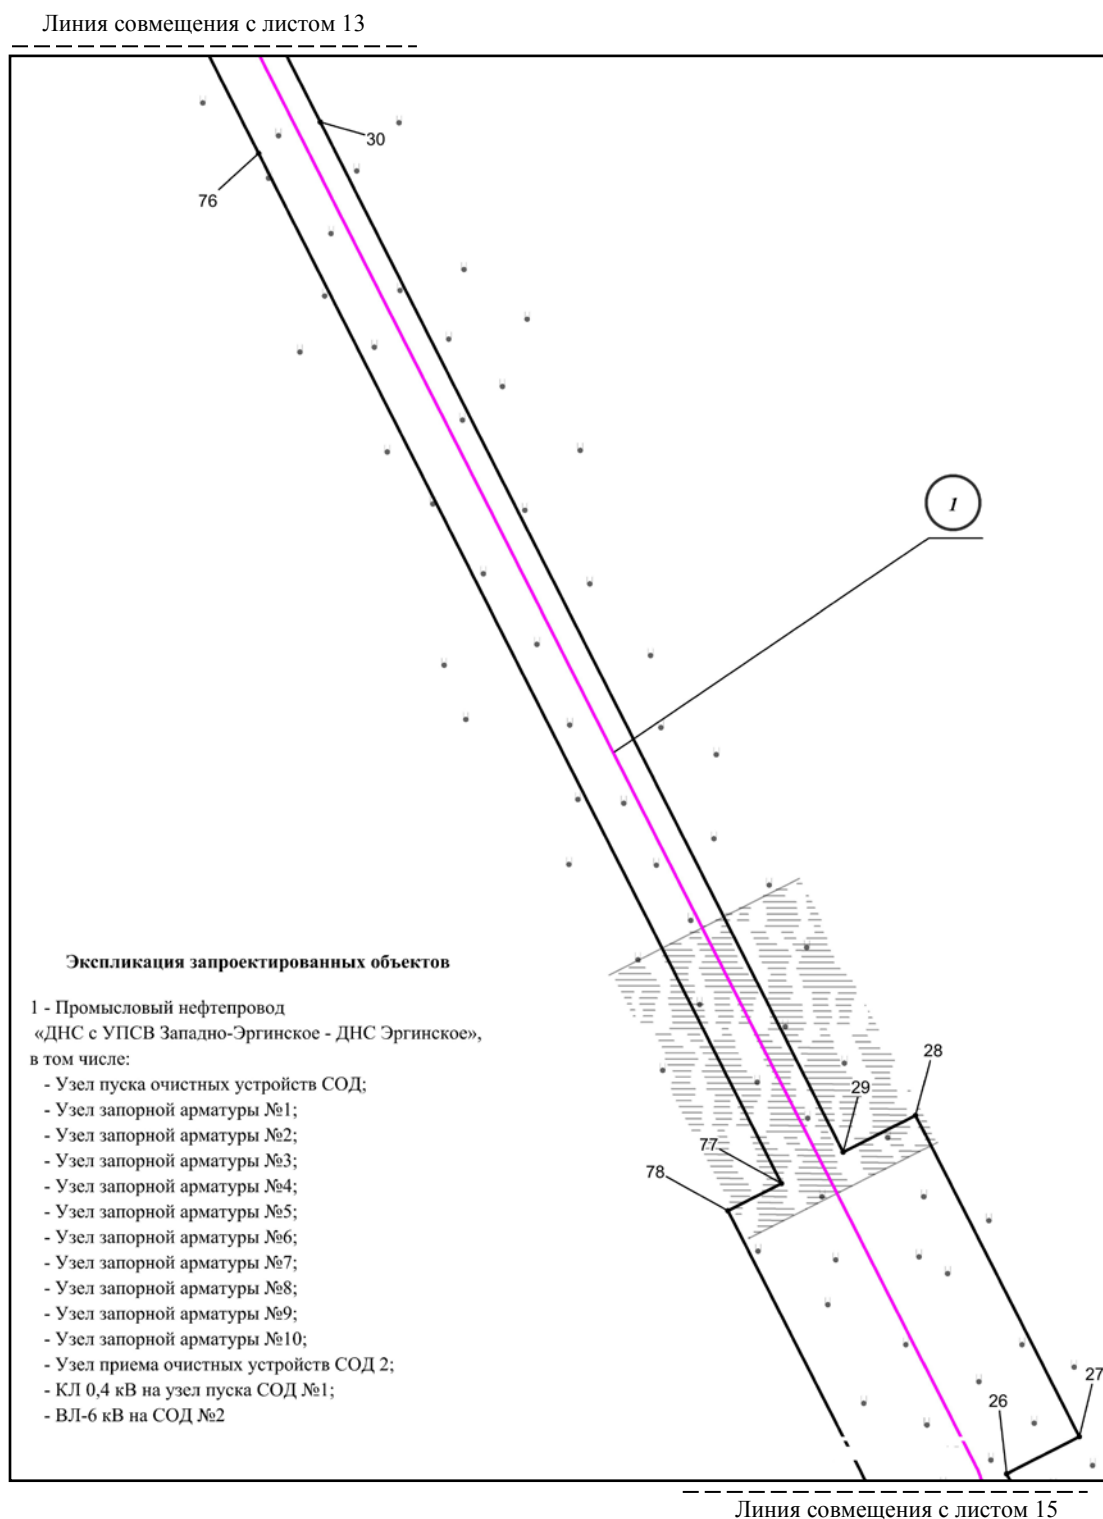 Линия совмещения с листом 13
30
76
1
Экспликация запроектированных объектов
1 - Промысловый нефтепровод
«ДНС с УПСВ Западно-Эргинское - ДНС Эргинское»,
в том числе:
- Узел пуска очистных устройств СОД;
- Узел запорной арматуры №1;
- Узел запорной арматуры №2;
- Узел запорной арматуры №3;
- Узел запорной арматуры №4;
- Узел запорной арматуры №5;
- Узел запорной арматуры №6;
- Узел запорной арматуры №7;
- Узел запорной арматуры №8;
- Узел запорной арматуры №9;
- Узел запорной арматуры №10;
- Узел приема очистных устройств СОД 2;
- КЛ 0,4 кВ на узел пуска СОД №1;
- ВЛ-6 кВ на СОД №2
28
29
77
78
27
26
Линия совмещения с листом 15